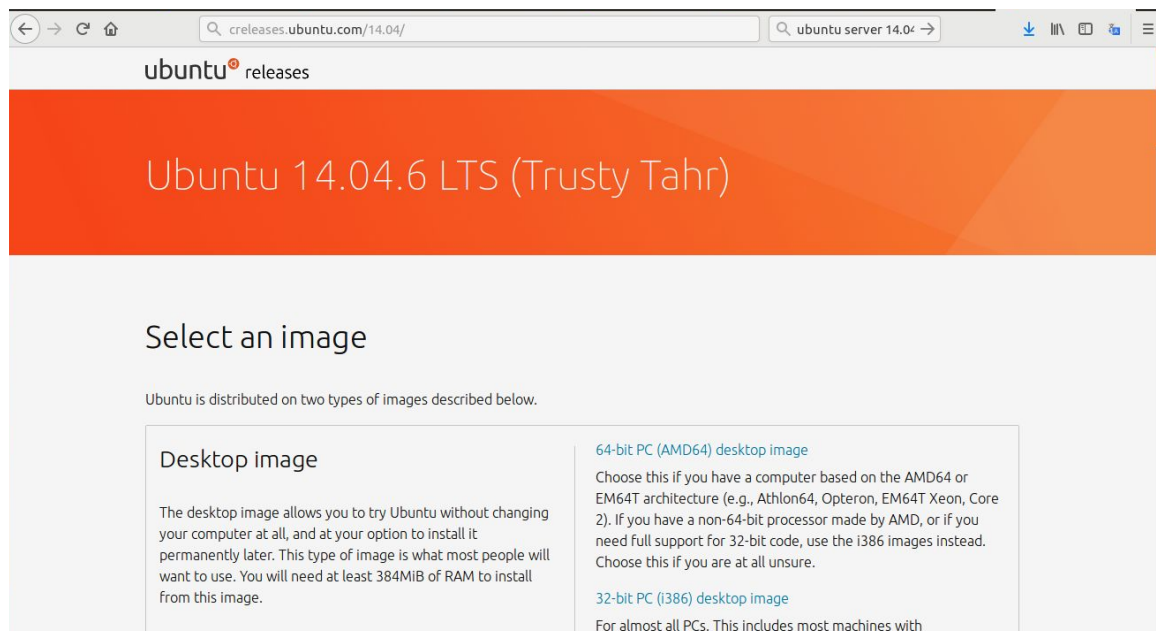 creleases.ubuntu.com/14.04/
ubuntu server 14.04
ubuntu releases
Ubuntu 14.04.6 LTS (Trusty Tahr)
Select an image
Ubuntu is distributed on two types of images described below.
Desktop image
The desktop image allows you to try Ubuntu without changing
your computer at all, and at your option to install it
permanently later. This type of image is what most people will
want to use. You will need at least 384MiB of RAM to install
from this image.
64-bit PC (AMD64) desktop image
Choose this if you have a computer based on the AMD64 or
EM64T architecture (e.g., Athlon64, Opteron, EM64T Xeon, Core
2). If you have a non-64-bit processor made by AMD, or if you
need full support for 32-bit code, use the i386 images instead.
Choose this if you are at all unsure.
32-bit PC (i386) desktop image
For almost all PCs. This includes most machines with